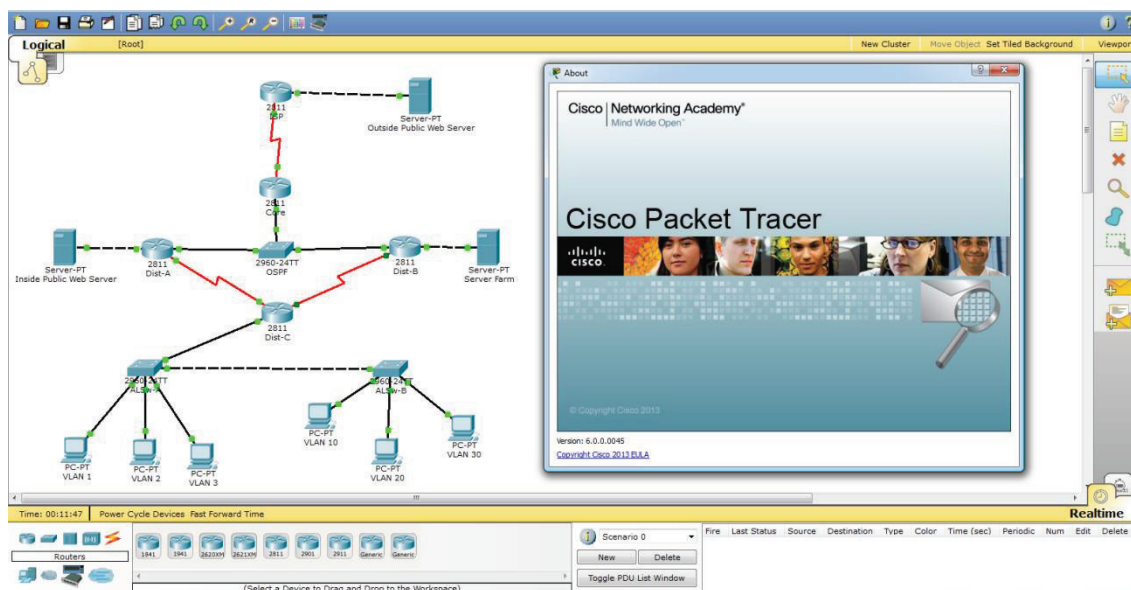 Logical
[Root]
New Cluster
Move Object
Set Tiled Background
Viewport
2811
ISP
Server-PT
Outside Public Web Server
2811
Core
Server-PT
Inside Public Web Server
2811
Dist-A
2960-24TT
OSPF
2811
Dist-B
Server-PT
Server Farm
2811
Dist-C
2960-24TT
ALSw-A
2960-24TT
ALSw-B
PC-PT
VLAN 1
PC-PT
VLAN 2
PC-PT
VLAN 3
PC-PT
VLAN 10
PC-PT
VLAN 20
PC-PT
VLAN 30
About
Cisco Networking Academy®
Mind Wide Open™
Cisco Packet Tracer
CISCO
© Copyright Cisco 2013
Version: 6.0.0.0045
Copyright Cisco 2013 EULA
Time: 00:11:47
Power Cycle Devices Fast Forward Time
Realtime
Routers
1841
1941
2620XM
2621XM
2811
2901
2911
Generic
Generic
(Select a Device to Drag and Drop to the Workspace)
Scenario 0
New
Delete
Toggle PDU List Window
Fire Last Status Source Destination Type Color Time (sec) Periodic Num Edit Delete